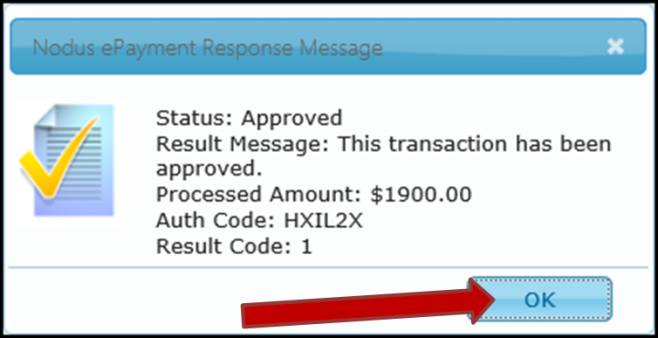 Nodus ePayment Response Message
Status: Approved
Result Message: This transaction has been
approved.
Processed Amount: $1900.00
Auth Code: HXIL2X
Result Code: 1
OK